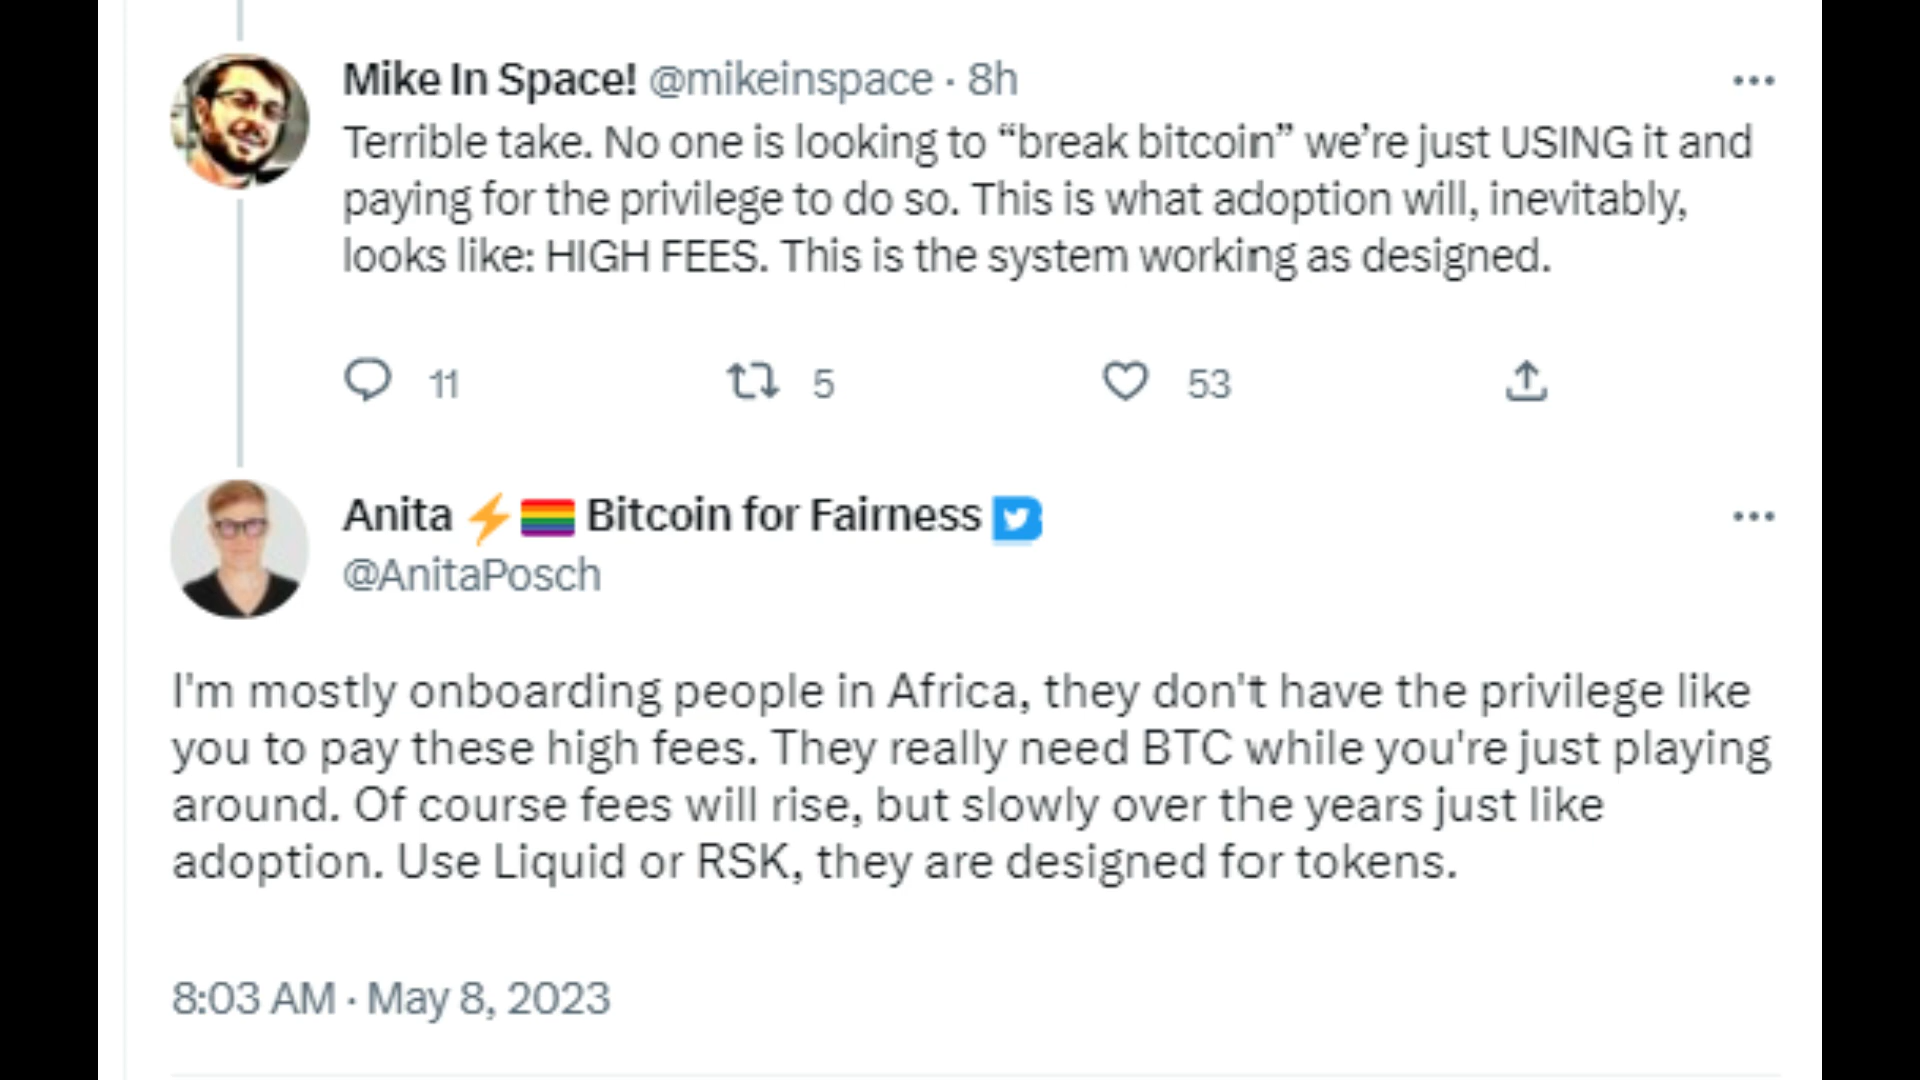 Mike In Space! @mikeinspace · 8h
Terrible take. No one is looking to “break bitcoin” we’re just USING it and
paying for the privilege to do so. This is what adoption will, inevitably,
looks like: HIGH FEES. This is the system working as designed.
11 5 53
Anita ⚡🏳️‍🌈 Bitcoin for Fairness
@AnitaPosch
I'm mostly onboarding people in Africa, they don't have the privilege like
you to pay these high fees. They really need BTC while you're just playing
around. Of course fees will rise, but slowly over the years just like
adoption. Use Liquid or RSK, they are designed for tokens.
8:03 AM · May 8, 2023